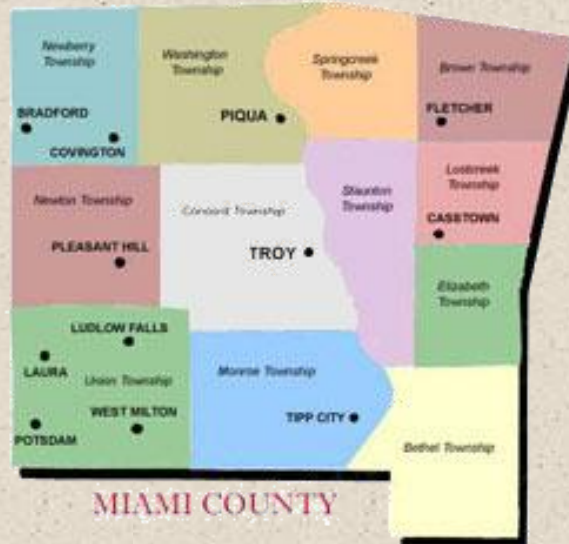 Newberry
Township
Washington
Township
Springcreek
Township
Brown Township
BRADFORD
COVINGTON
PIQUA
FLETCHER
Newton Township
Concord Township
Staunton
Township
Lostcreek
Township
CASSTOWN
PLEASANT HILL
TROY
Elizabeth
Township
LUDLOW FALLS
LAURA
Union Township
Monroe Township
WEST MILTON
POTSDAM
TIPP CITY
Bethel Township
MIAMI COUNTY